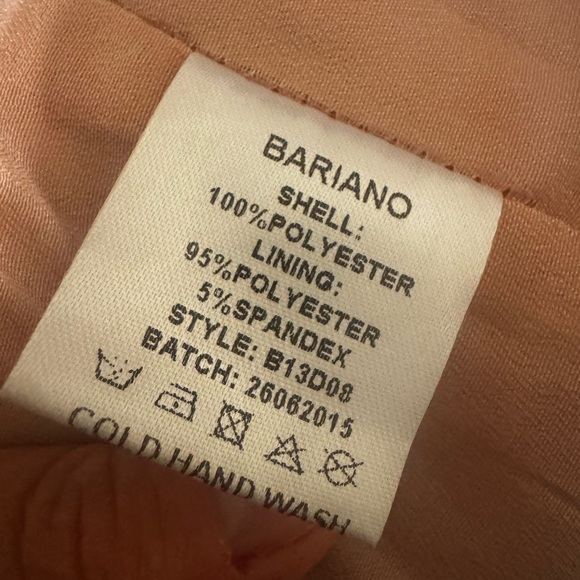 BARIANO
SHELL:
100%POLYESTER
LINING:
95%POLYESTER
5%SPANDEX
STYLE: B13D08
BATCH: 26062015
COLD HAND WASH